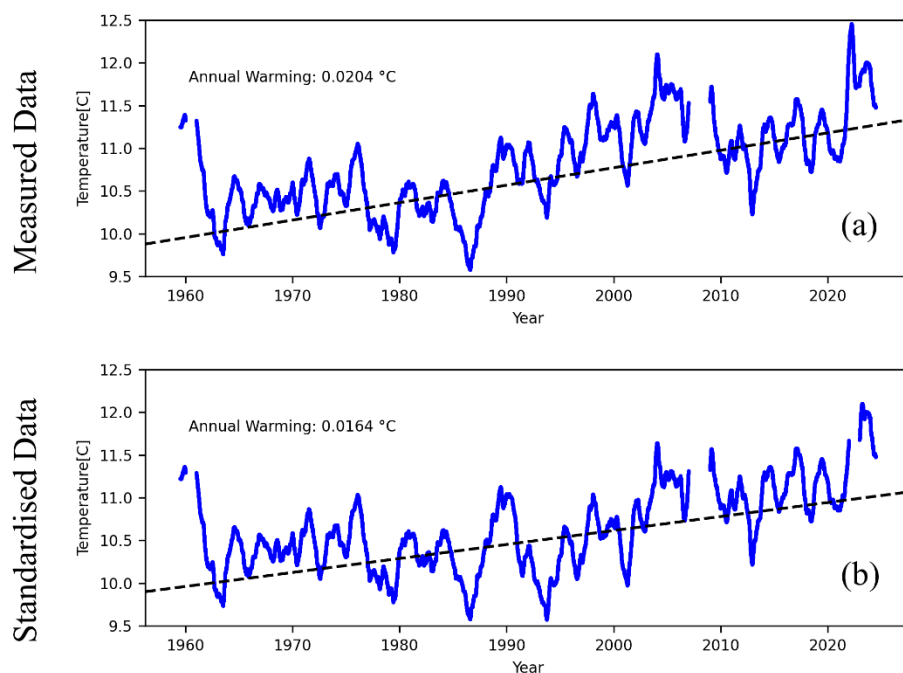 Measured Data
12.5
12.0
11.5
11.0
10.5
10.0
9.5
Temperature[C]
Annual Warming: 0.0204 °C
(a)
1960 1970 1980 1990 2000 2010 2020
Year
Standardised Data
12.5
12.0
11.5
11.0
10.5
10.0
9.5
Temperature[C]
Annual Warming: 0.0164 °C
(b)
1960 1970 1980 1990 2000 2010 2020
Year